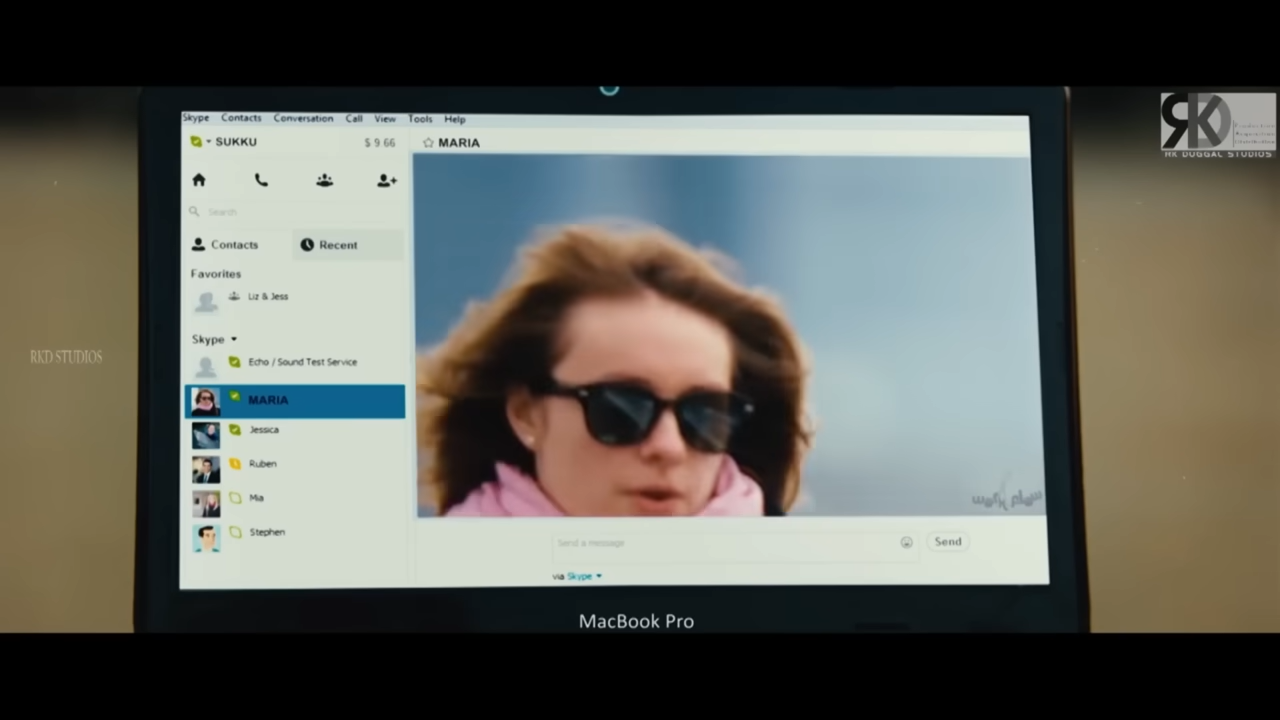 Skype Contacts Conversation Call View Tools Help
SUKKU $ 9 66
MARIA
Search
Contacts Recent
Favorites
Liz & Jess
Skype
Echo / Sound Test Service
MARIA
Jessica
Ruben
Mia
Stephen
Send a message
Send
via Skype
MacBook Pro
RKD STUDIOS
RKD
RK DUGGAL STUDIOS